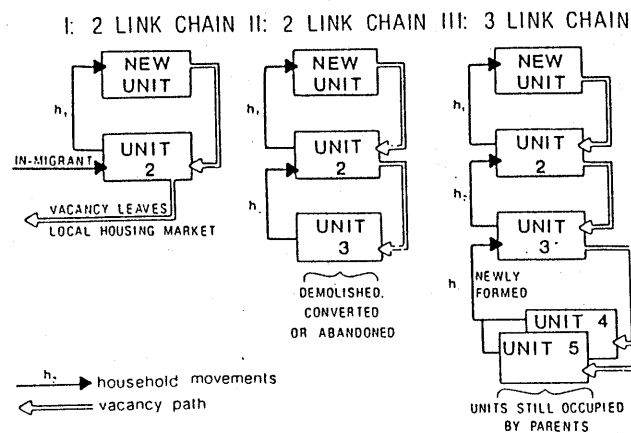 I: 2 LINK CHAIN II: 2 LINK CHAIN III: 3 LINK CHAIN
NEW
UNIT
h₁
UNIT
2
IN-MIGRANT
VACANCY LEAVES
LOCAL HOUSING MARKET
NEW
UNIT
h₁
UNIT
2
h
UNIT
3
DEMOLISHED,
CONVERTED
OR ABANDONED
NEW
UNIT
h₁
UNIT
2
h₂
UNIT
3
h
NEWLY
FORMED
UNIT 4
UNIT 5
UNITS STILL OCCUPIED
BY PARENTS
h₂ household movements
vacancy path